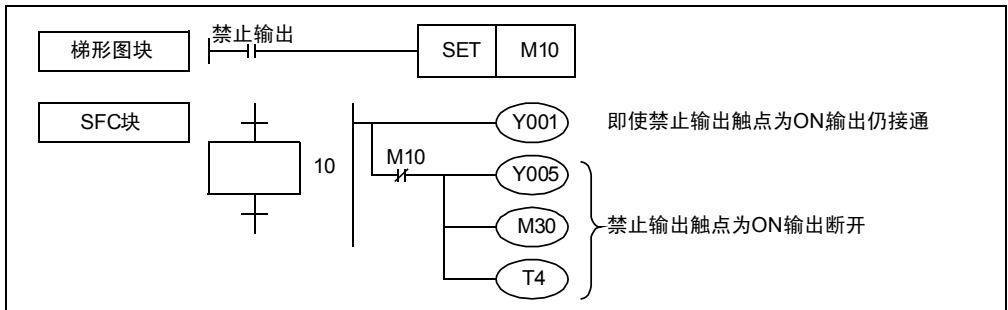 禁止输出
梯形图块
SET M10
SFC块
Y001
即使禁止输出触点为ON输出仍接通
10
M10
Y005
M30
禁止输出触点为ON输出断开
T4